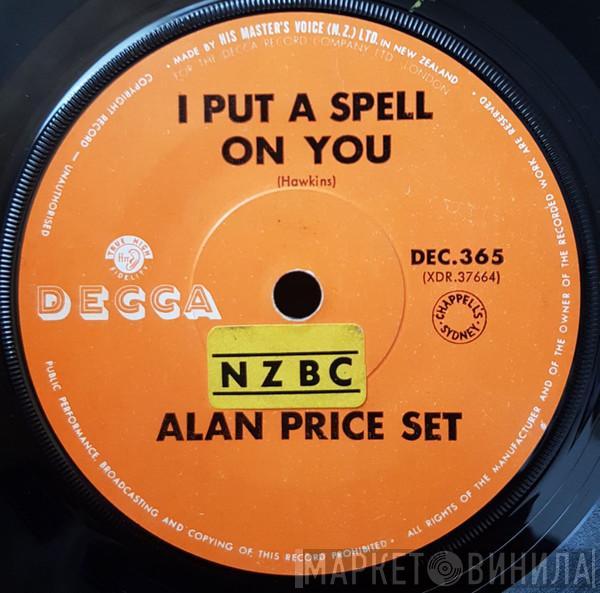 • MADE BY HIS MASTER'S VOICE (N.Z.) LTD. IN NEW ZEALAND
FOR THE DECCA RECORD COMPANY LTD. LONDON
COPYRIGHT RECORD — UNAUTHORISED
I PUT A SPELL
ON YOU
(Hawkins)
TRUE HIGH
FIDELITY
DECCA
DEC.365
(XDR.37664)
CHAPPELL'S
SYDNEY
NZBC
ALAN PRICE SET
PUBLIC PERFORMANCE, BROADCASTING AND COPYING OF THIS RECORD PROHIBITED •
ALL RIGHTS OF THE MANUFACTURER AND OF THE OWNER OF THE RECORDED WORK ARE RESERVED •
МАРКЕТ ВИНИЛА